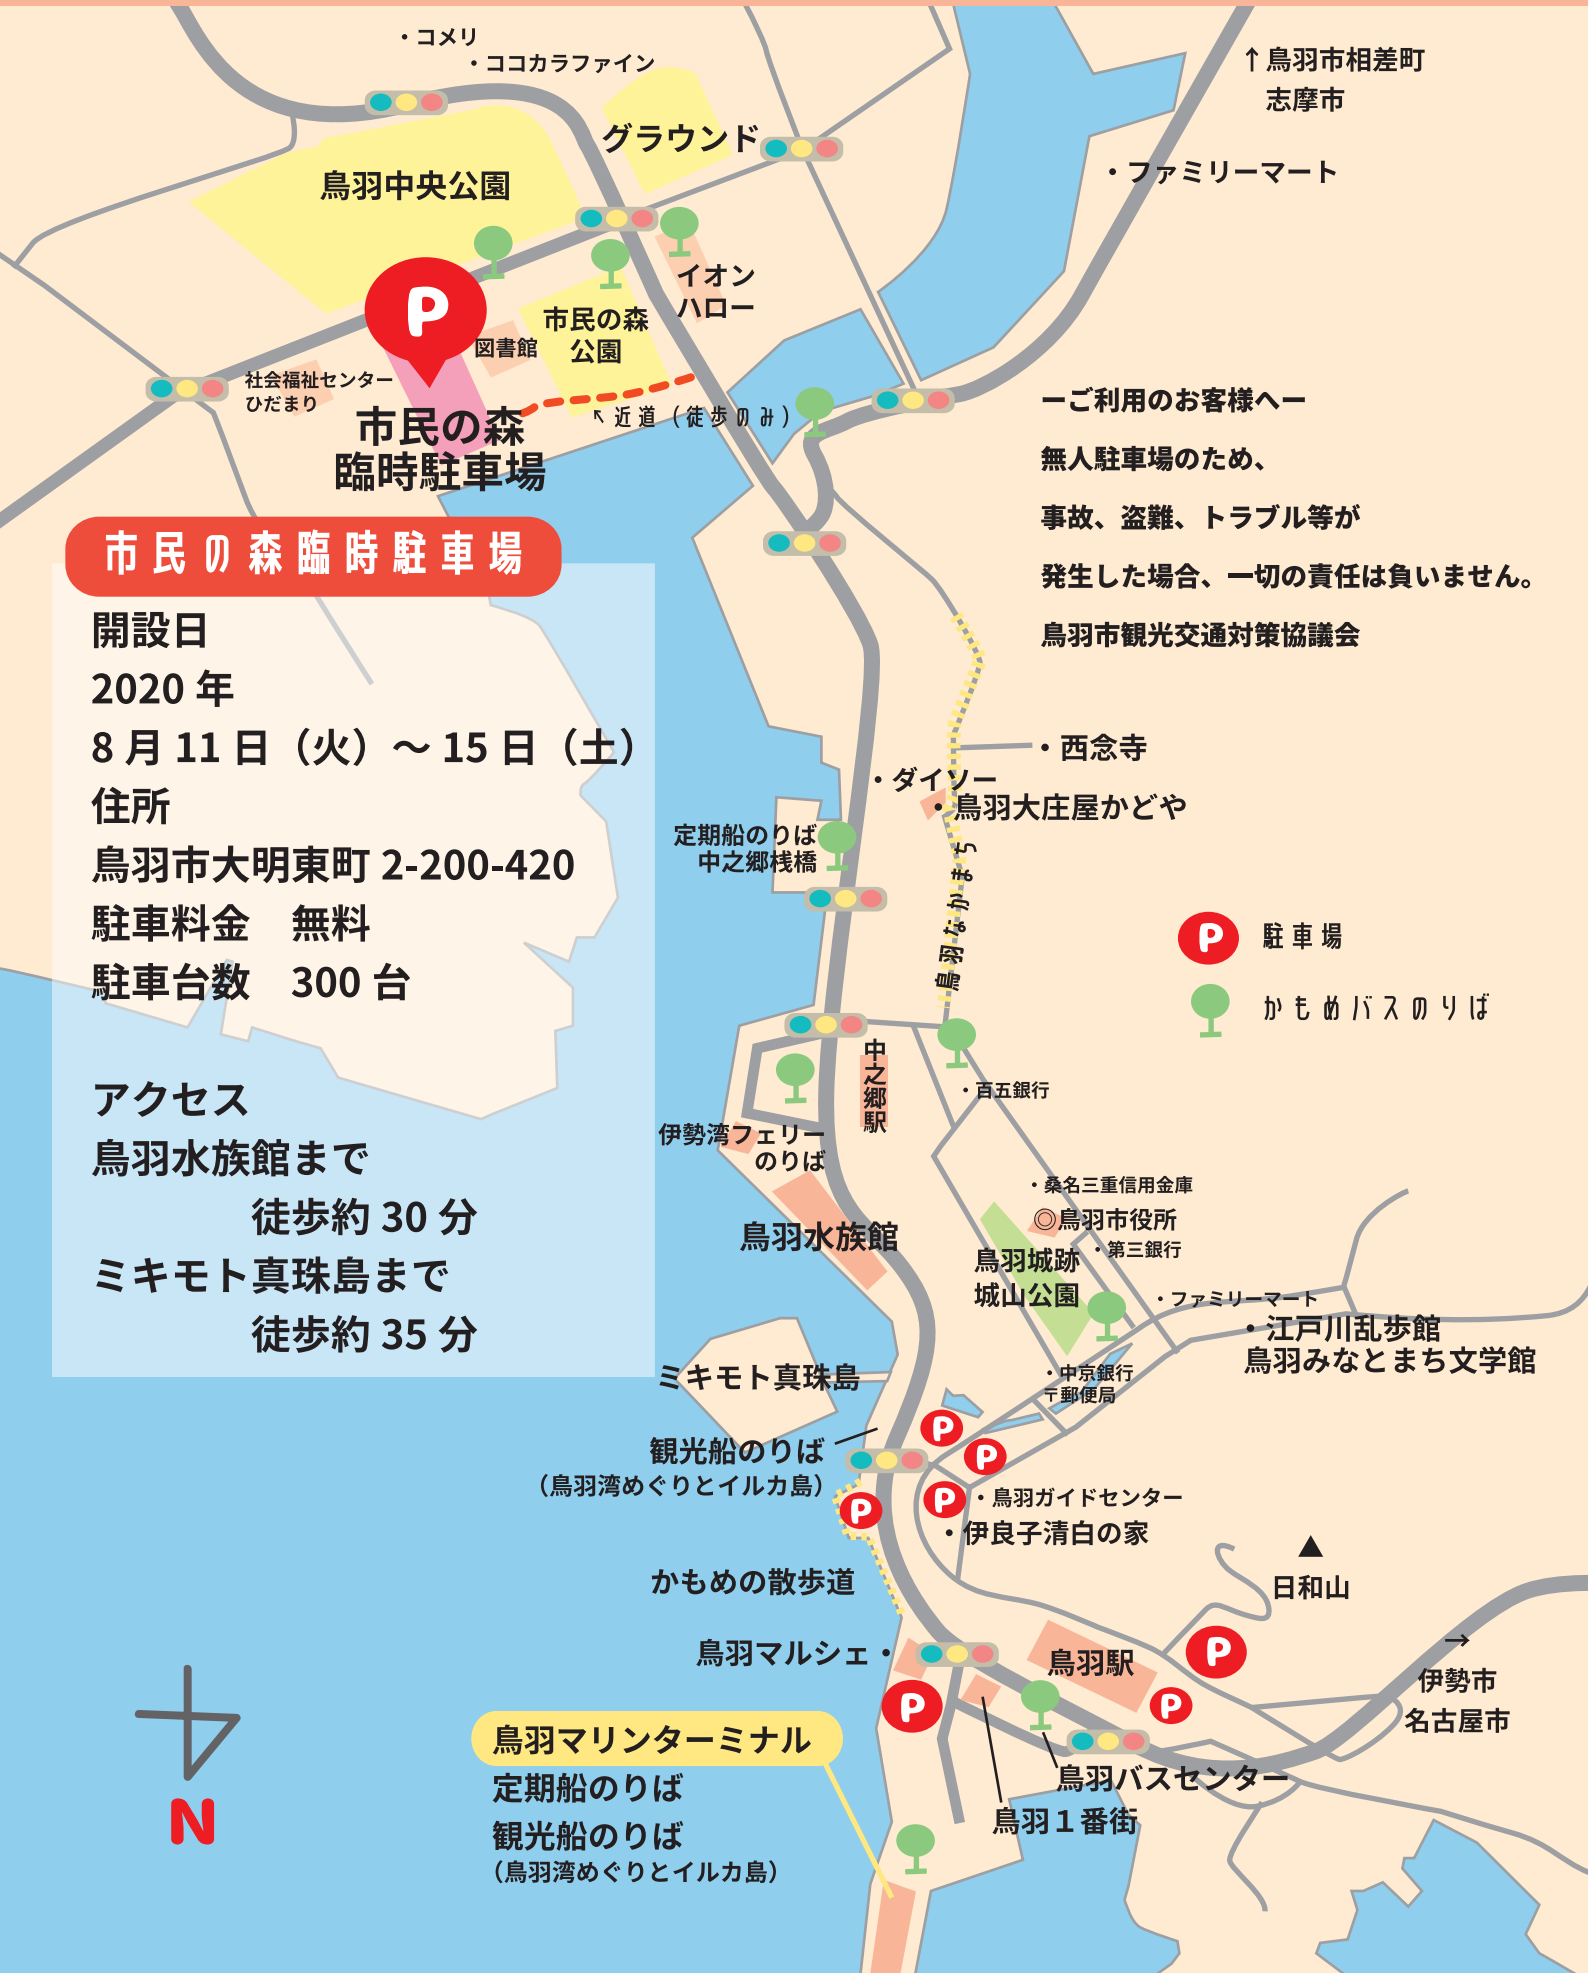 ・コメリ
・ココカラファイン
グラウンド
鳥羽中央公園
↑鳥羽市相差町
志摩市
・ファミリーマート
イオン
ハロー
市民の森
公園
図書館
P
社会福祉センター
ひだまり
市民の森
臨時駐車場
↖近道（徒歩のみ）
ーご利用のお客様へー
無人駐車場のため、
事故、盗難、トラブル等が
発生した場合、一切の責任は負いません。
鳥羽市観光交通対策協議会
市民の森臨時駐車場
開設日
2020 年
8 月 11 日（火）～ 15 日（土）
住所
鳥羽市大明東町 2-200-420
駐車料金　無料
駐車台数　300 台
アクセス
鳥羽水族館まで
徒歩約 30 分
ミキモト真珠島まで
徒歩約 35 分
・西念寺
・ダイソー
・鳥羽大庄屋かどや
定期船のりば
中之郷桟橋
鳥羽なかまち
P 駐車場
かもめバスのりば
中之郷駅
・百五銀行
伊勢湾フェリー
のりば
・桑名三重信用金庫
◎鳥羽市役所
・第三銀行
鳥羽水族館
鳥羽城跡
城山公園
・ファミリーマート
・江戸川乱歩館
鳥羽みなとまち文学館
ミキモト真珠島
・中京銀行
〒郵便局
P
P
観光船のりば
（鳥羽湾めぐりとイルカ島）
P
P
・鳥羽ガイドセンター
・伊良子清白の家
かもめの散歩道
▲
日和山
鳥羽マルシェ・
鳥羽駅
P
P
P
→
伊勢市
名古屋市
鳥羽マリンターミナル
定期船のりば
観光船のりば
（鳥羽湾めぐりとイルカ島）
鳥羽バスセンター
鳥羽１番街
N